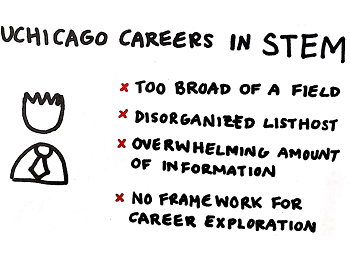 UCHICAGO CAREERS IN STEM
x TOO BROAD OF A FIELD
x DISORGANIZED LISTHOST
x OVERWHELMING AMOUNT
OF INFORMATION
x NO FRAMEWORK FOR
CAREER EXPLORATION